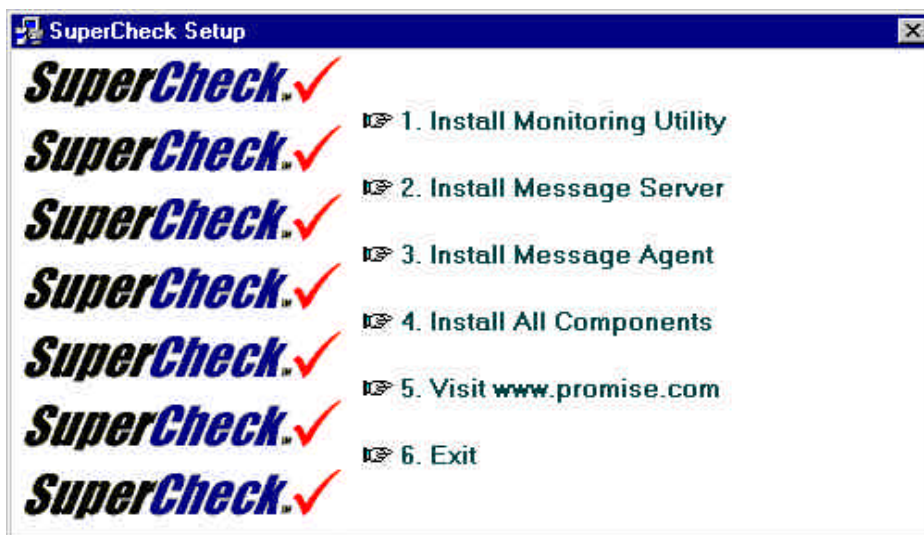 SuperCheck Setup
SuperCheck
SuperCheck
SuperCheck
SuperCheck
SuperCheck
SuperCheck
SuperCheck
1. Install Monitoring Utility
2. Install Message Server
3. Install Message Agent
4. Install All Components
5. Visit www.promise.com
6. Exit